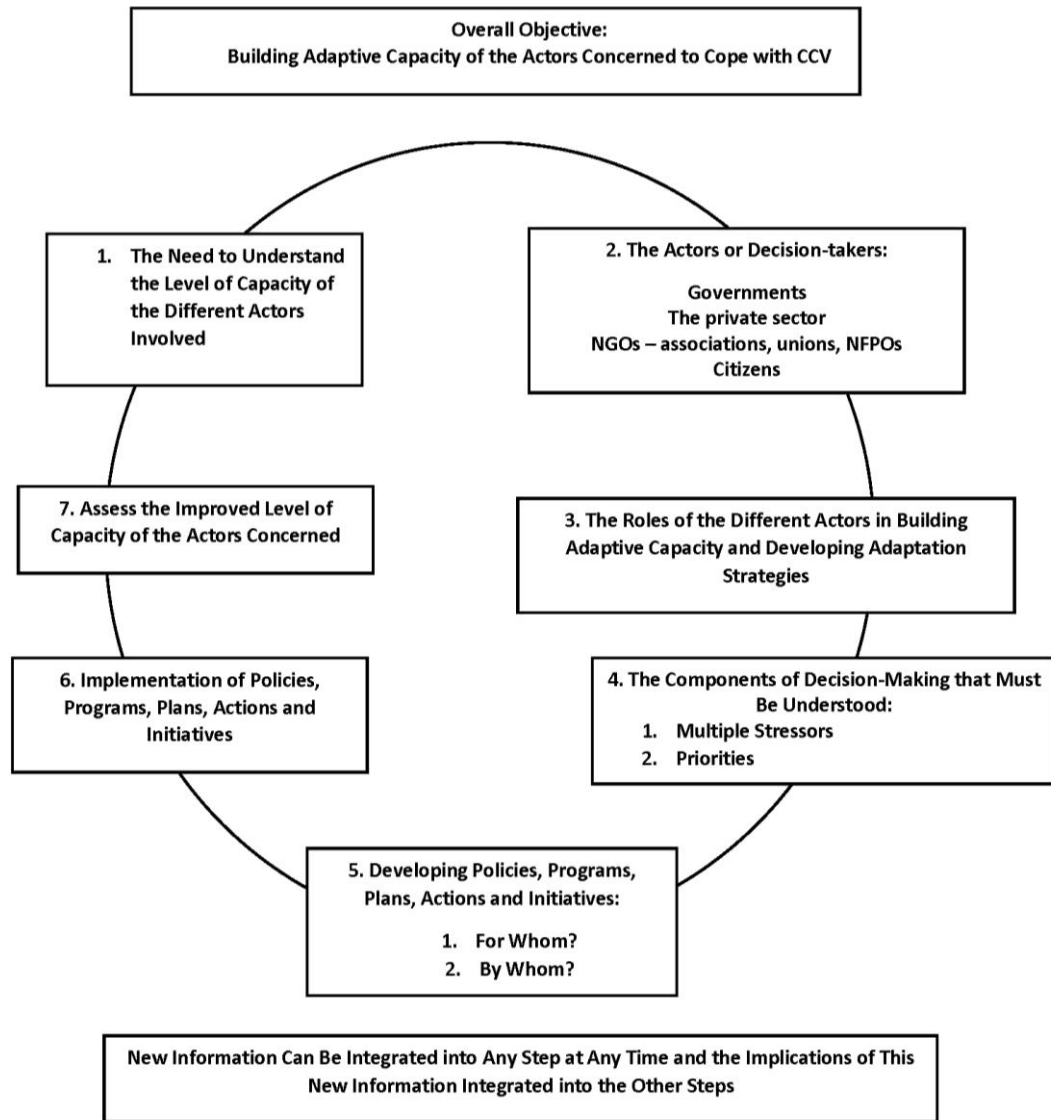 Overall Objective:
Building Adaptive Capacity of the Actors Concerned to Cope with CCV
1. The Need to Understand
the Level of Capacity of
the Different Actors
Involved
2. The Actors or Decision-takers:
Governments
The private sector
NGOs – associations, unions, NFPOs
Citizens
3. The Roles of the Different Actors in Building
Adaptive Capacity and Developing Adaptation
Strategies
4. The Components of Decision-Making that Must
Be Understood:
1. Multiple Stressors
2. Priorities
5. Developing Policies, Programs,
Plans, Actions and Initiatives:
1. For Whom?
2. By Whom?
6. Implementation of Policies,
Programs, Plans, Actions and
Initiatives
7. Assess the Improved Level of
Capacity of the Actors Concerned
New Information Can Be Integrated into Any Step at Any Time and the Implications of This
New Information Integrated into the Other Steps